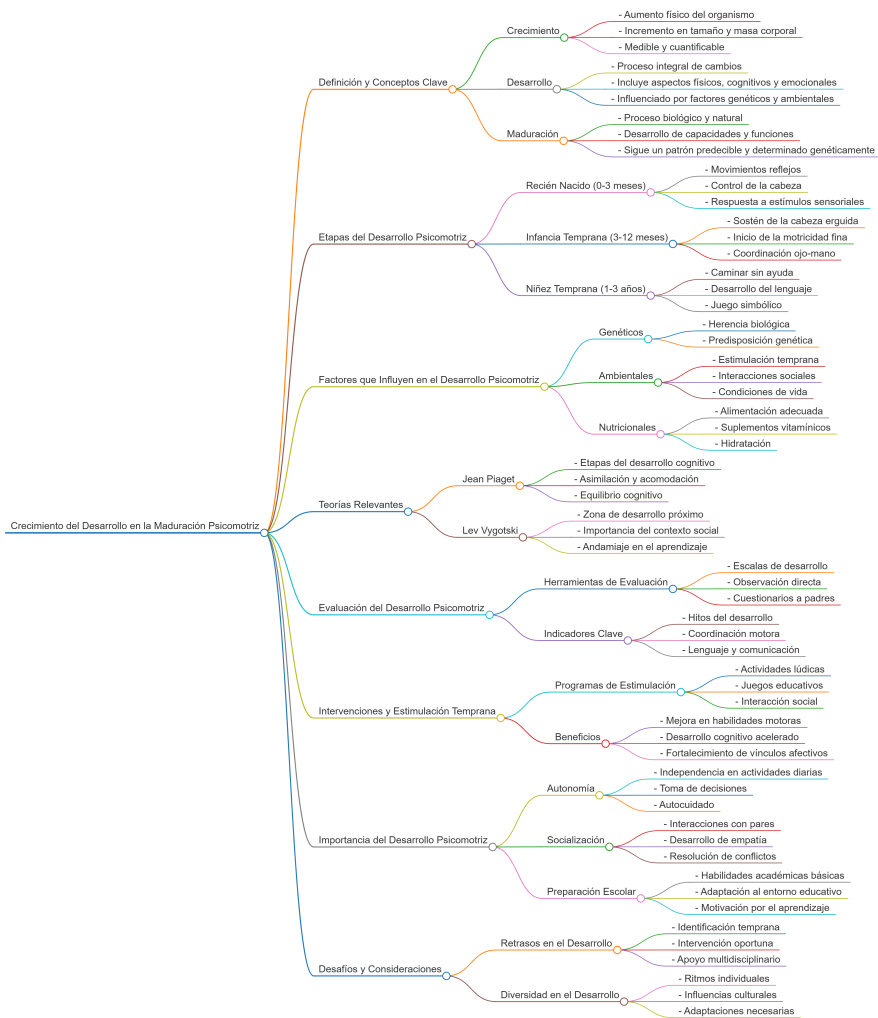 Crecimiento del Desarrollo en la Maduración Psicomotriz
Definición y Conceptos Clave
Crecimiento
- Aumento físico del organismo
- Incremento en tamaño y masa corporal
- Medible y cuantificable
Desarrollo
- Proceso integral de cambios
- Incluye aspectos físicos, cognitivos y emocionales
- Influenciado por factores genéticos y ambientales
Maduración
- Proceso biológico y natural
- Desarrollo de capacidades y funciones
- Sigue un patrón predecible y determinado genéticamente
Etapas del Desarrollo Psicomotriz
Recién Nacido (0-3 meses)
- Movimientos reflejos
- Control de la cabeza
- Respuesta a estímulos sensoriales
Infancia Temprana (3-12 meses)
- Sostén de la cabeza erguida
- Inicio de la motricidad fina
- Coordinación ojo-mano
Niñez Temprana (1-3 años)
- Caminar sin ayuda
- Desarrollo del lenguaje
- Juego simbólico
Factores que Influyen en el Desarrollo Psicomotriz
Genéticos
- Herencia biológica
- Predisposición genética
Ambientales
- Estimulación temprana
- Interacciones sociales
- Condiciones de vida
Nutricionales
- Alimentación adecuada
- Suplementos vitamínicos
- Hidratación
Teorías Relevantes
Jean Piaget
- Etapas del desarrollo cognitivo
- Asimilación y acomodación
- Equilibrio cognitivo
Lev Vygotski
- Zona de desarrollo próximo
- Importancia del contexto social
- Andamiaje en el aprendizaje
Evaluación del Desarrollo Psicomotriz
Herramientas de Evaluación
- Escalas de desarrollo
- Observación directa
- Cuestionarios a padres
Indicadores Clave
- Hitos del desarrollo
- Coordinación motora
- Lenguaje y comunicación
Intervenciones y Estimulación Temprana
Programas de Estimulación
- Actividades lúdicas
- Juegos educativos
- Interacción social
Beneficios
- Mejora en habilidades motoras
- Desarrollo cognitivo acelerado
- Fortalecimiento de vínculos afectivos
Importancia del Desarrollo Psicomotriz
Autonomía
- Independencia en actividades diarias
- Toma de decisiones
- Autocuidado
Socialización
- Interacciones con pares
- Desarrollo de empatía
- Resolución de conflictos
Preparación Escolar
- Habilidades académicas básicas
- Adaptación al entorno educativo
- Motivación por el aprendizaje
Desafíos y Consideraciones
Retrasos en el Desarrollo
- Identificación temprana
- Intervención oportuna
- Apoyo multidisciplinario
Diversidad en el Desarrollo
- Ritmos individuales
- Influencias culturales
- Adaptaciones necesarias